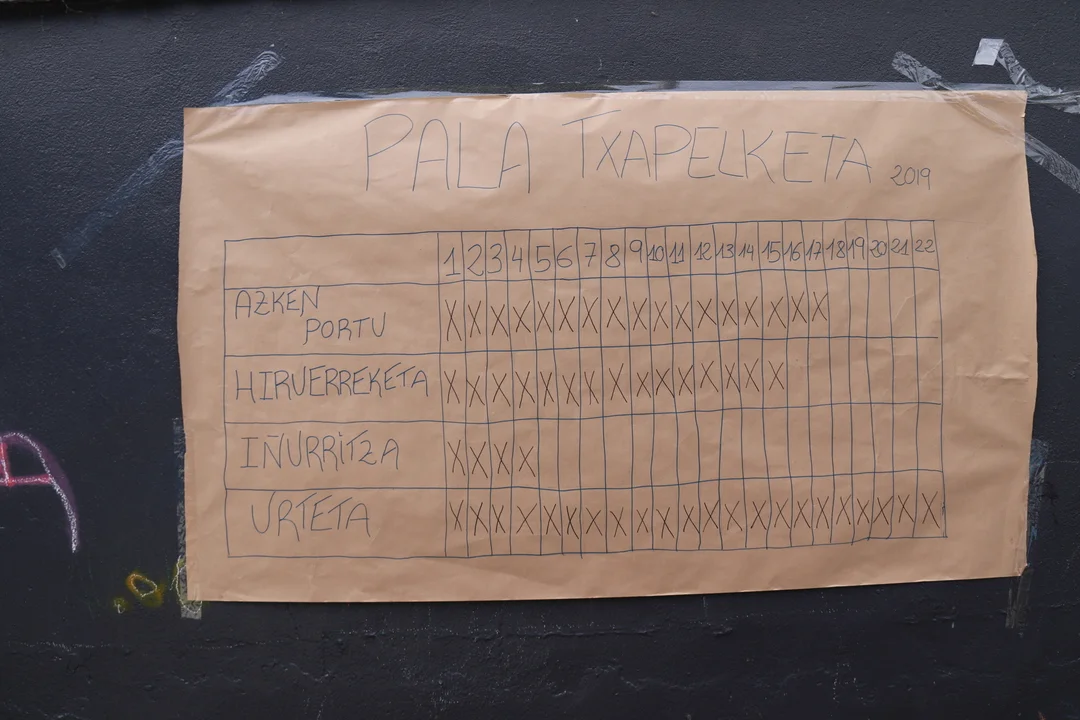 PALA TXAPELKETA 2019
1 2 3 4 5 6 7 8 9 10 11 12 13 14 15 16 17 18 19 20 21 22
AZKEN
PORTU X X X X X X X X X X X X X X X X X
HIRUERREKETA X X X X X X X X X X X X X X X
IÑURRITZA X X X X
URTETA X X X X X X X X X X X X X X X X X X X X X X
A